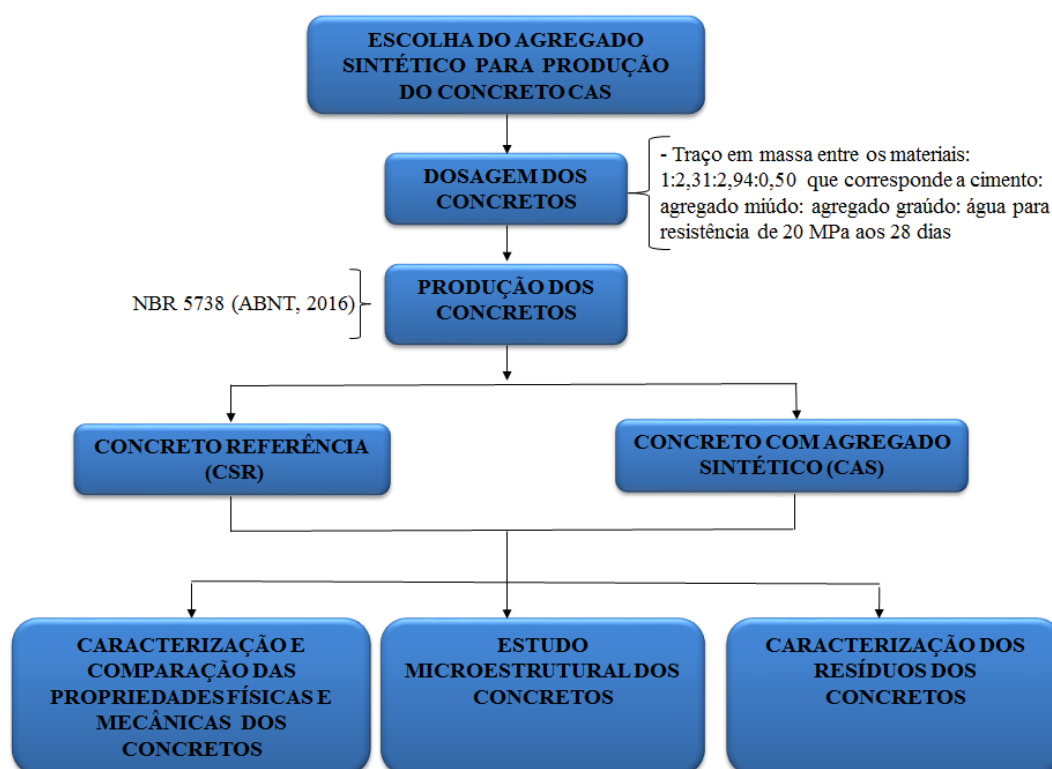 ESCOLHA DO AGREGADO
SINTÉTICO PARA PRODUÇÃO
DO CONCRETO CAS
DOSAGEM DOS
CONCRETOS
- Traço em massa entre os materiais:
1:2,31:2,94:0,50 que corresponde a cimento:
agregado miúdo: agregado graúdo: água para
resistência de 20 MPa aos 28 dias
NBR 5738 (ABNT, 2016)
PRODUÇÃO DOS
CONCRETOS
CONCRETO REFERÊNCIA
(CSR)
CONCRETO COM AGREGADO
SINTÉTICO (CAS)
CARACTERIZAÇÃO E
COMPARAÇÃO DAS
PROPRIEDADES FÍSICAS E
MECÂNICAS DOS
CONCRETOS
ESTUDO
MICROESTRUTURAL DOS
CONCRETOS
CARACTERIZAÇÃO DOS
RESÍDUOS DOS
CONCRETOS